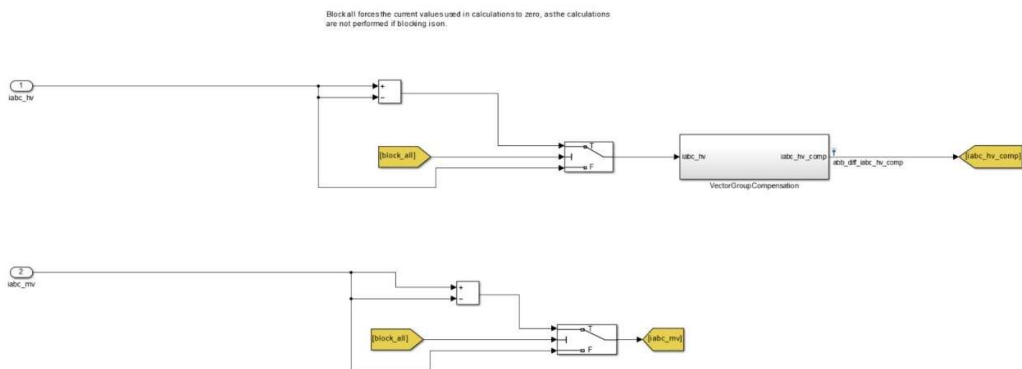 Block all forces the current values used in calculations to zero, as the calculations
are not performed if blocking is on.
1
iabc_hv
+
−
[block_all]
T
F
iabc_hv
iabc_hv_comp
VectorGroupCompensation
abb_diff_iabc_hv_comp
[iabc_hv_comp]
2
iabc_mv
+
−
[block_all]
T
F
[iabc_mv]